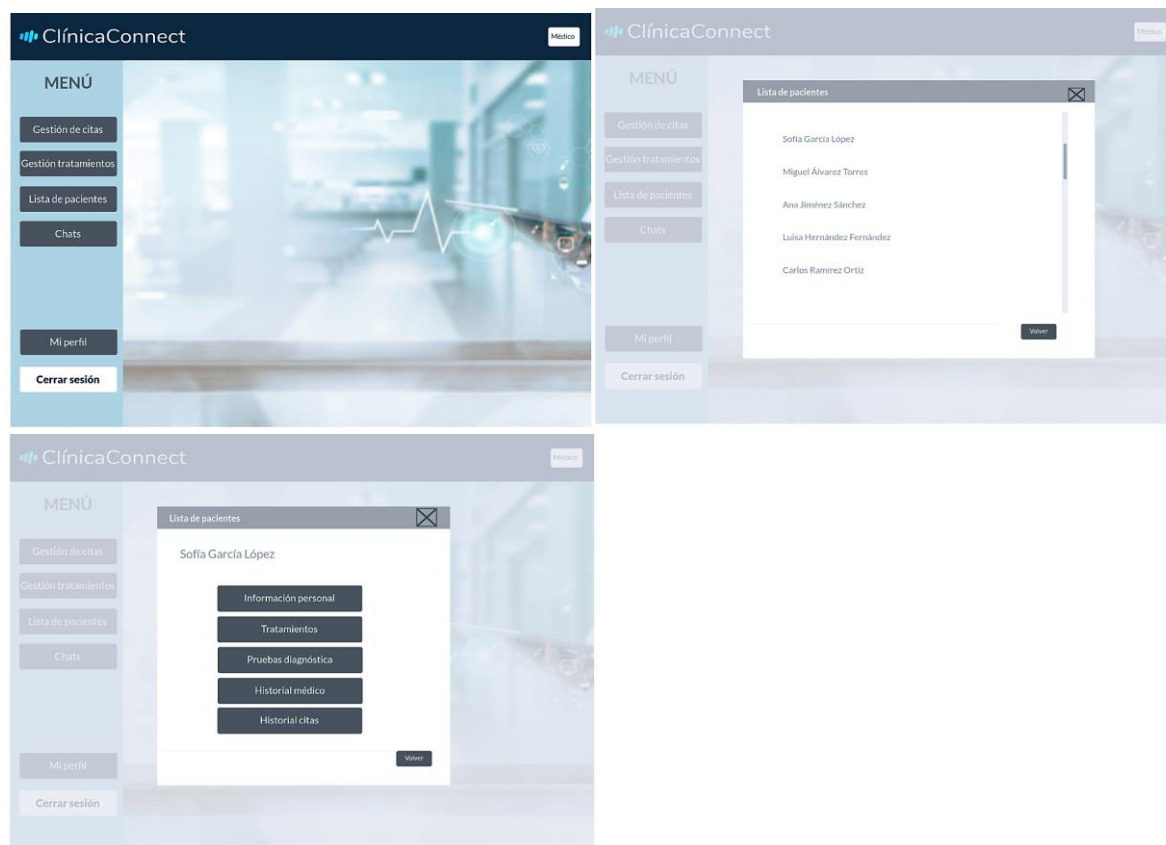 ClínicaConnect
Médico
MENÚ
Gestión de citas
Gestión tratamientos
Lista de pacientes
Chats
Mi perfil
Cerrar sesión
ClínicaConnect
Médico
MENÚ
Gestión de citas
Gestión tratamientos
Lista de pacientes
Chats
Mi perfil
Cerrar sesión
Lista de pacientes
Sofía García López
Miguel Álvarez Torres
Ana Jiménez Sánchez
Luisa Hernández Fernández
Carlos Ramírez Ortiz
Volver
ClínicaConnect
Médico
MENÚ
Gestión de citas
Gestión tratamientos
Lista de pacientes
Chats
Mi perfil
Cerrar sesión
Lista de pacientes
Sofía García López
Información personal
Tratamientos
Pruebas diagnóstica
Historial médico
Historial citas
Volver